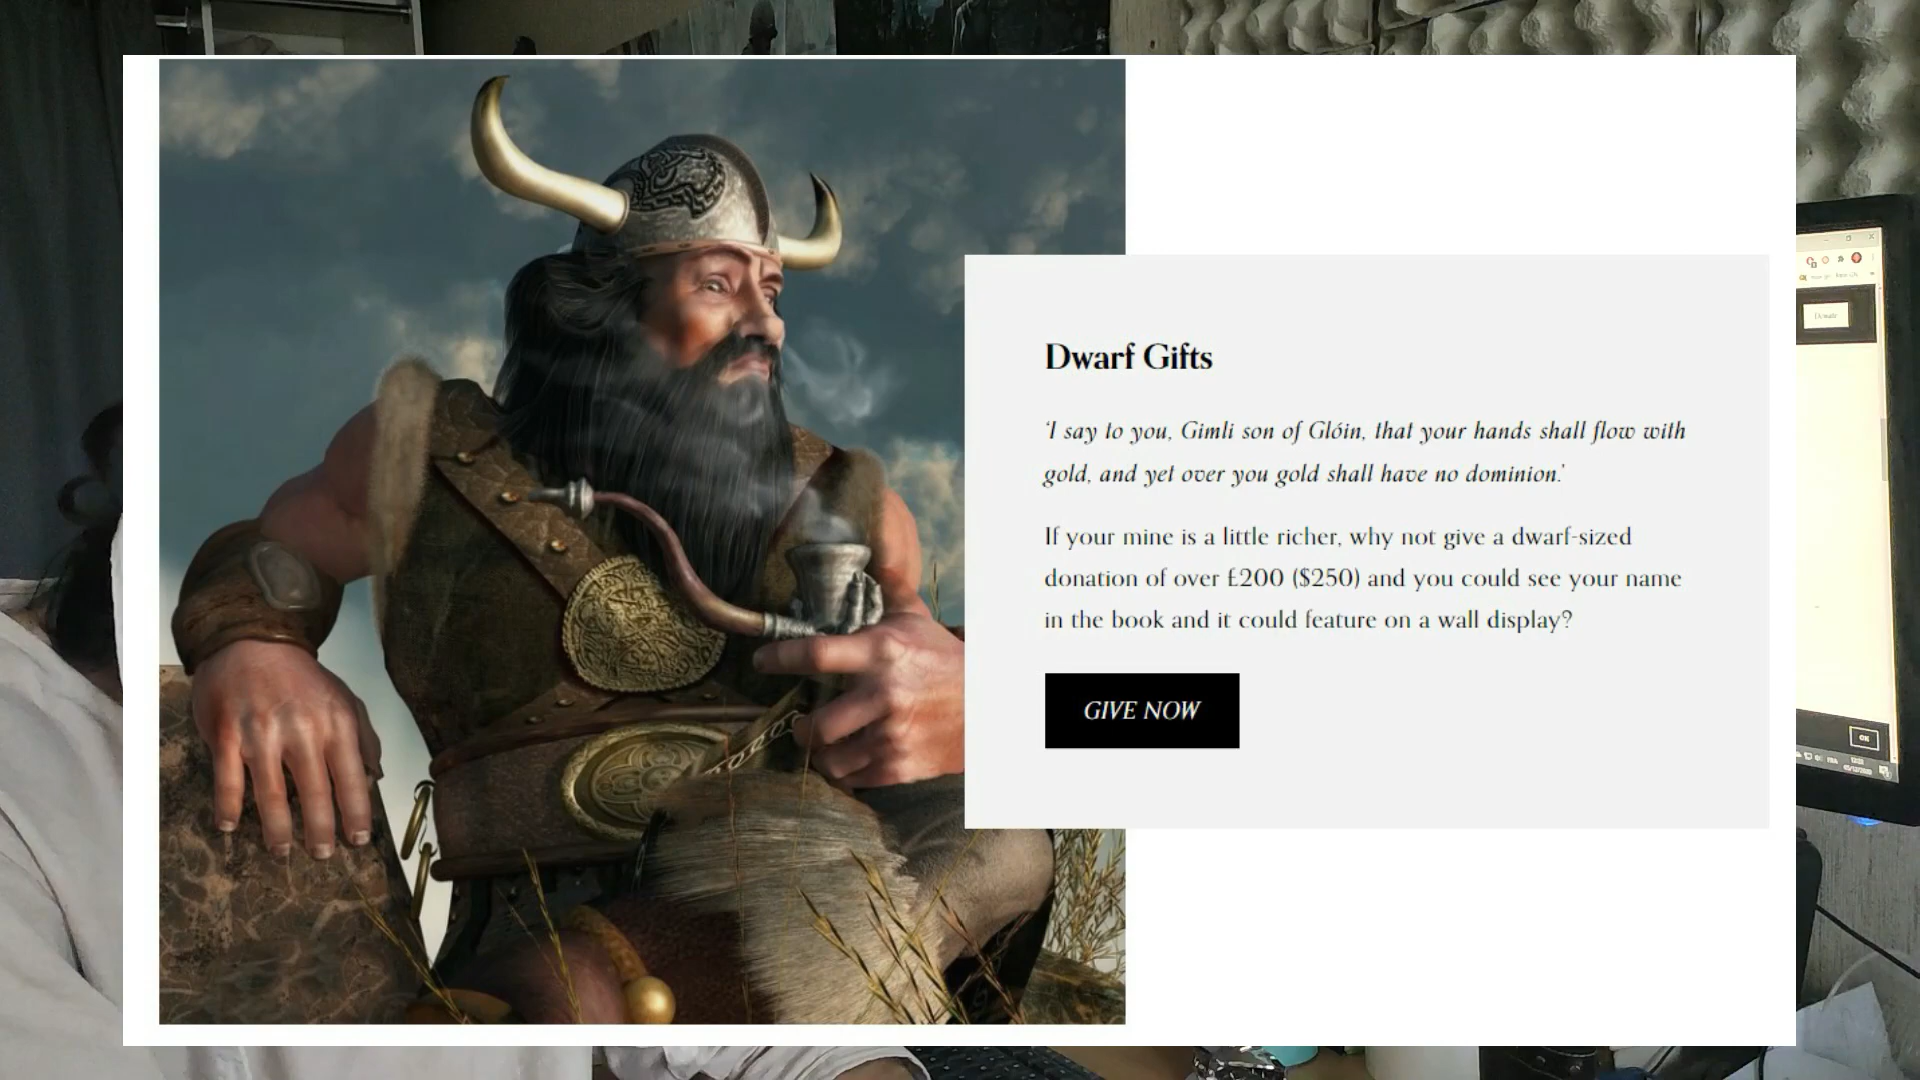 Dwarf Gifts
‘I say to you, Gimli son of Glóin, that your hands shall flow with
gold, and yet over you gold shall have no dominion.’
If your mine is a little richer, why not give a dwarf-sized
donation of over £200 ($250) and you could see your name
in the book and it could feature on a wall display?
GIVE NOW
Donate
OK